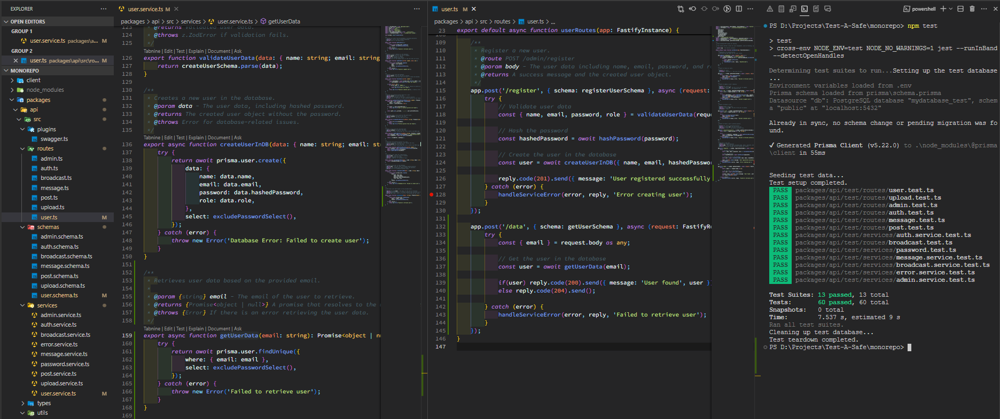 EXPLORER
OPEN EDITORS
GROUP 1
user.service.ts packages\a... M
GROUP 2
user.ts packages\api\src\ro... M
MONOREPO
client
node_modules
packages
api
src
plugins
swagger.ts
routes
admin.ts
auth.ts
broadcast.ts
message.ts
post.ts
upload.ts
user.ts M
schemas
admin.schema.ts
auth.schema.ts
broadcast.schema.ts
message.schema.ts
post.schema.ts
upload.schema.ts
user.schema.ts M
services
admin.service.ts
auth.service.ts
broadcast.service.ts
error.service.ts
message.service.ts
password.service.ts
post.service.ts
upload.service.ts
user.service.ts M
types
utils
user.service.ts M
packages > api > src > services > user.service.ts > getUserData
123 * @returns validated user data.
124 * @throws z.ZodError if validation fails.
125 */
Tabnine | Edit | Test | Explain | Document | Ask
126 export function validateUserData(data: { name: string; email: string
127 return createUserSchema.parse(data);
128 }
129
130 /**
131 * Creates a new user in the database.
132 * @param data - The user data, including hashed password.
133 * @returns The created user object without the password.
134 * @throws Error for database-related issues.
135 */
Tabnine | Edit | Test | Explain | Document | Ask
136 export async function createUserInDB(data: { name: string; email: st
137 try {
138 return await prisma.user.create({
139 data: {
140 name: data.name,
141 email: data.email,
142 password: data.hashedPassword,
143 role: data.role,
144 },
145 select: excludePasswordSelect(),
146 });
147 } catch (error) {
148 throw new Error('Database Error: Failed to create user');
149 }
150 }
151
152 /**
153 * Retrieves user data based on the provided email.
154 *
155 * @param {string} email - The email of the user to retrieve.
156 * @returns {Promise<object | null>} A promise that resolves to the
157 * @throws {Error} If there is an error retrieving the user data.
158 */
Tabnine | Edit | Test | Explain | Document | Ask
159 export async function getUserData(email: string): Promise<object | nu
160 try {
161 return await prisma.user.findUnique({
162 where: { email: email },
163 select: excludePasswordSelect(),
164 });
165 } catch (error) {
166 throw new Error('Failed to retrieve user');
167 }
168 }
169
user.ts M
packages > api > src > routes > user.ts > ...
23 export default async function userRoutes(app: FastifyInstance) {
108
109 /**
110 * Register a new user.
111 * @route POST /admin/register
112 * @param body - The user data including name, email, password, and ro
113 * @returns A success message and the created user object.
114 */
115 app.post('/register', { schema: registerUserSchema }, async (request:
116 try {
117 // Validate user data
118 const { name, email, password, role } = validateUserData(requ
119
120 // Hash the password
121 const hashedPassword = await hashPassword(password);
122
123 // Create the user in the database
124 const user = await createUserInDB({ name, email, hashedPasswo
125
126 reply.code(201).send({ message: 'User registered successfully
127 } catch (error) {
128 handleServiceError(error, reply, 'Error creating user');
129 }
130 });
131
132 app.post('/data', { schema: getUserSchema }, async (request: FastifyRe
133 try {
134 const { email } = request.body as any;
135
136 // Get the user in the database
137 const user = await getUserData(email);
138
139 if(user) reply.code(200).send({ message: 'User found', user })
140 else reply.code(204).send();
141
142 } catch (error) {
143 handleServiceError(error, reply, 'Failed to retrieve user');
144 }
145 });
146 }
147
powershell
PS D:\Projects\Test-A-Safe\monorepo> npm test
> test
> cross-env NODE_ENV=test NODE_NO_WARNINGS=1 jest --runInBand
--detectOpenHandles
Determining test suites to run...Setting up the test database
...
Environment variables loaded from .env
Prisma schema loaded from prisma\schema.prisma
Datasource "db": PostgreSQL database "mydatabase_test", schem
a "public" at "localhost:5432"
Already in sync, no schema change or pending migration was fo
und.
✔ Generated Prisma Client (v5.22.0) to .\node_modules\@prisma
\client in 55ms
Seeding test data...
Test setup completed.
PASS packages/api/test/routes/user.test.ts
PASS packages/api/test/routes/upload.test.ts
PASS packages/api/test/routes/admin.test.ts
PASS packages/api/test/routes/auth.test.ts
PASS packages/api/test/routes/message.test.ts
PASS packages/api/test/routes/post.test.ts
PASS packages/api/test/services/auth.service.test.ts
PASS packages/api/test/routes/broadcast.test.ts
PASS packages/api/test/services/password.test.ts
PASS packages/api/test/services/message.service.test.ts
PASS packages/api/test/services/broadcast.service.test.ts
PASS packages/api/test/services/error.service.test.ts
PASS packages/api/test/services/admin.service.test.ts
Test Suites: 13 passed, 13 total
Tests: 60 passed, 60 total
Snapshots: 0 total
Time: 7.537 s, estimated 9 s
Ran all test suites.
Cleaning up test database...
Test teardown completed.
PS D:\Projects\Test-A-Safe\monorepo>